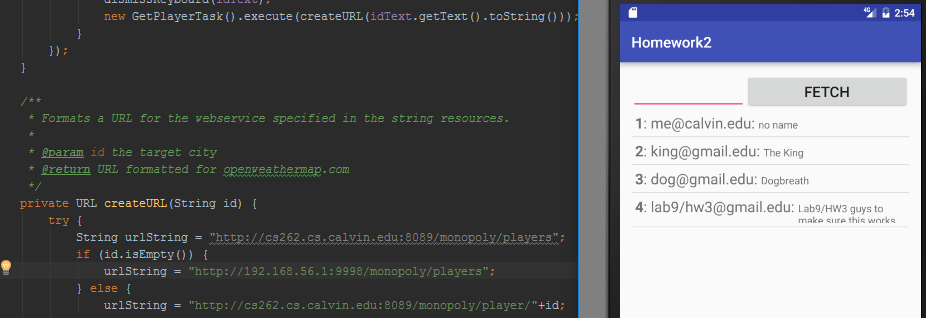 dismissKeyboard(idText);
new GetPlayerTask().execute(createURL(idText.getText().toString()));
}
});
}
/**
* Formats a URL for the webservice specified in the string resources.
*
* @param id the target city
* @return URL formatted for openweathermap.com
*/
private URL createURL(String id) {
try {
String urlString = "http://cs262.cs.calvin.edu:8089/monopoly/players";
if (id.isEmpty()) {
urlString = "http://192.168.56.1:9998/monopoly/players";
} else {
urlString = "http://cs262.cs.calvin.edu:8089/monopoly/player/"+id;
4G 2:54
Homework2
FETCH
1: me@calvin.edu: no name
2: king@gmail.edu: The King
3: dog@gmail.edu: Dogbreath
4: lab9/hw3@gmail.edu: Lab9/HW3 guys to
make sure this works